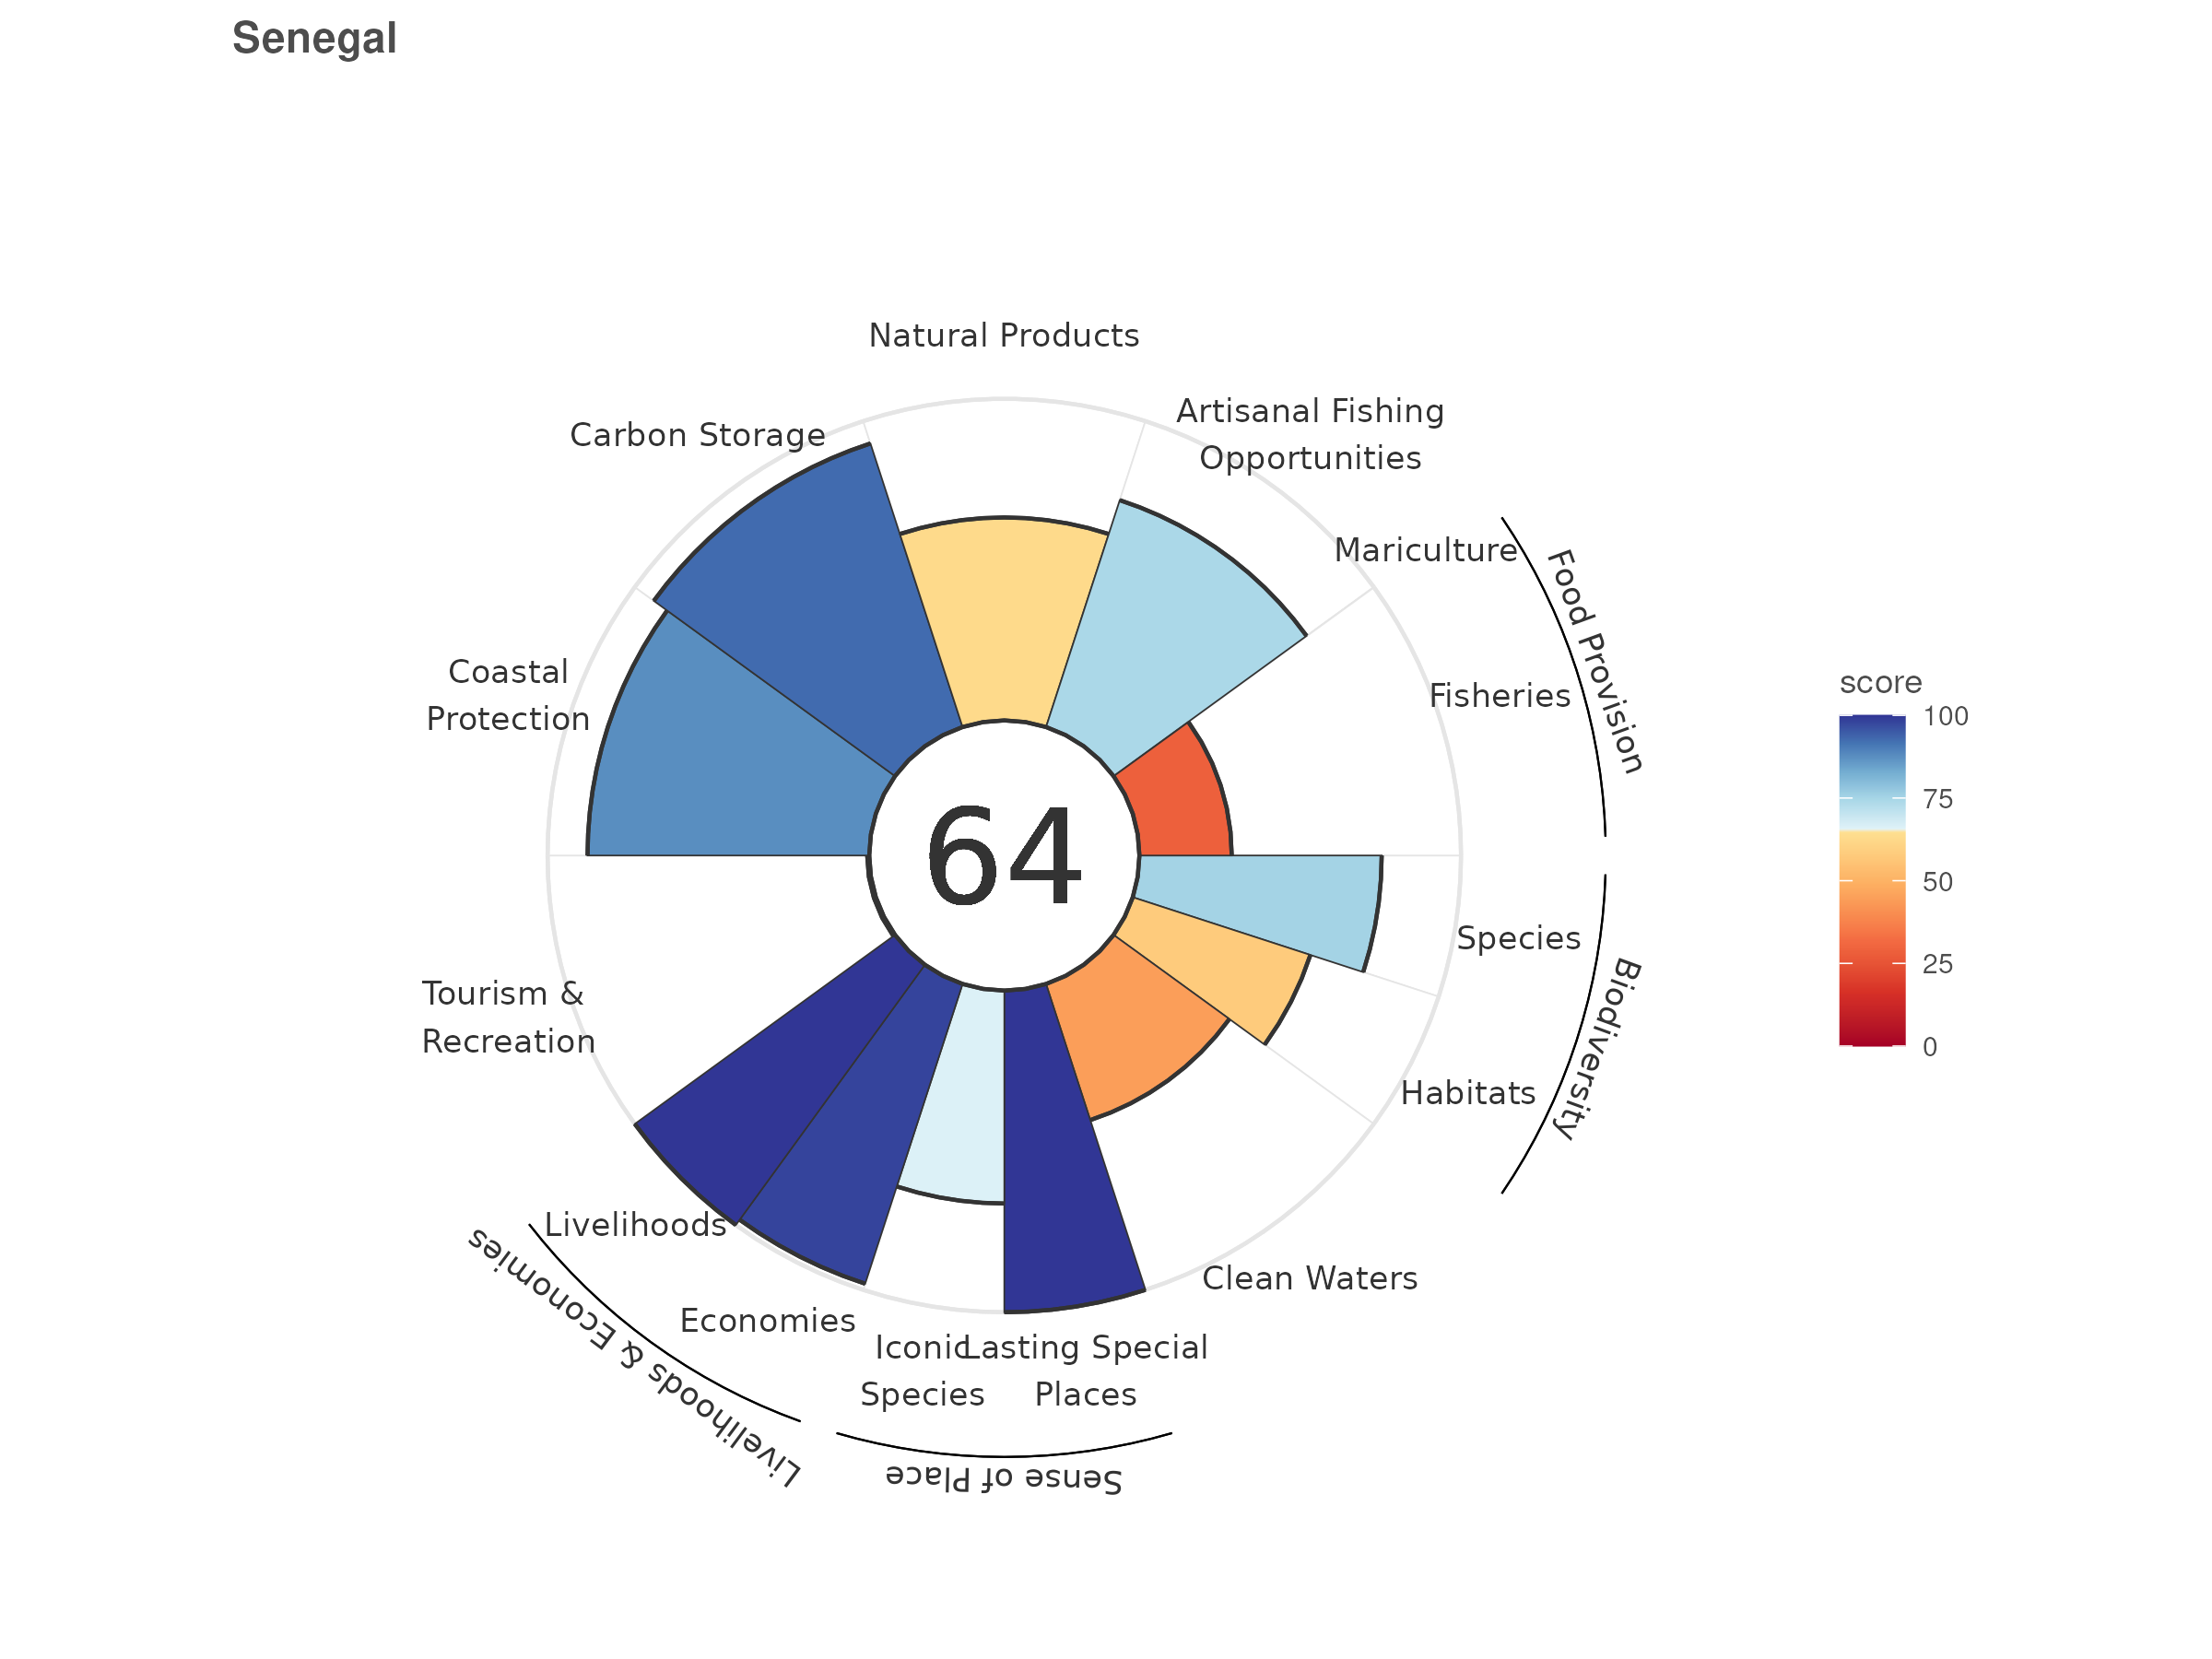 Senegal
Natural Products
Artisanal Fishing
Opportunities
Carbon Storage
Mariculture
Food Provision
Fisheries
Coastal
Protection
64
score
100
75
50
25
0
Species
Biodiversity
Habitats
Tourism &
Recreation
Livelihoods
Livelihoods & Economies
Economies
Clean Waters
Iconic
Species
Lasting Special
Places
Sense of Place